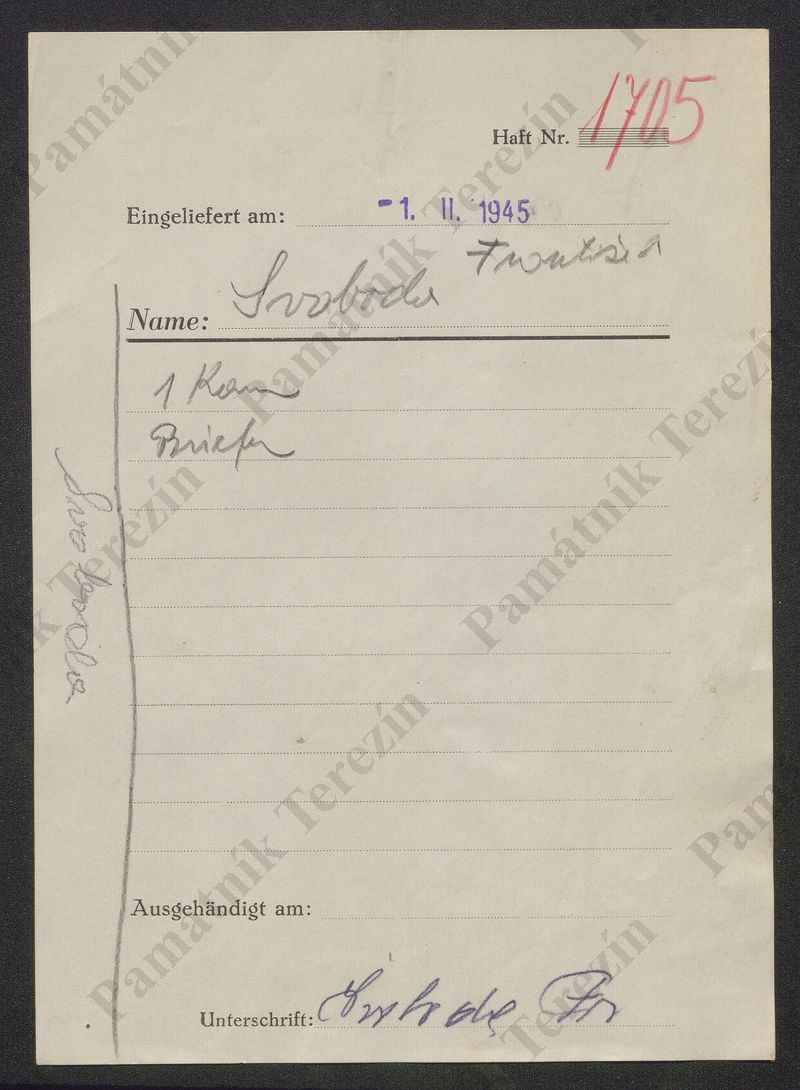 Haft Nr. 1705
Eingeliefert am: -1. II. 1945
František
Name: Svoboda
1 Kamm
Briefe
Svoboda
Ausgehändigt am:
Unterschrift: Svoboda Fr
Památník Terezín